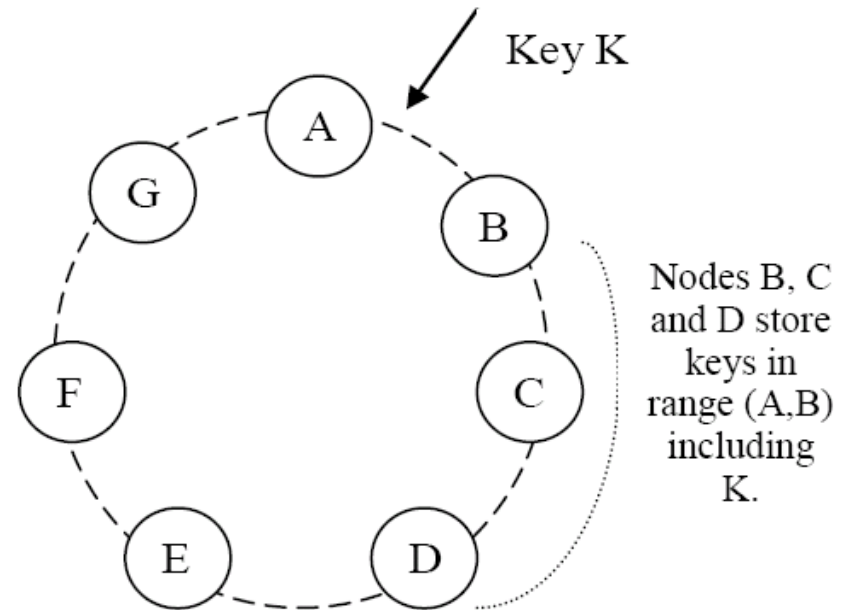 Key K
A
G
B
Nodes B, C
and D store
keys in
range (A,B)
including
K.
F
C
E
D